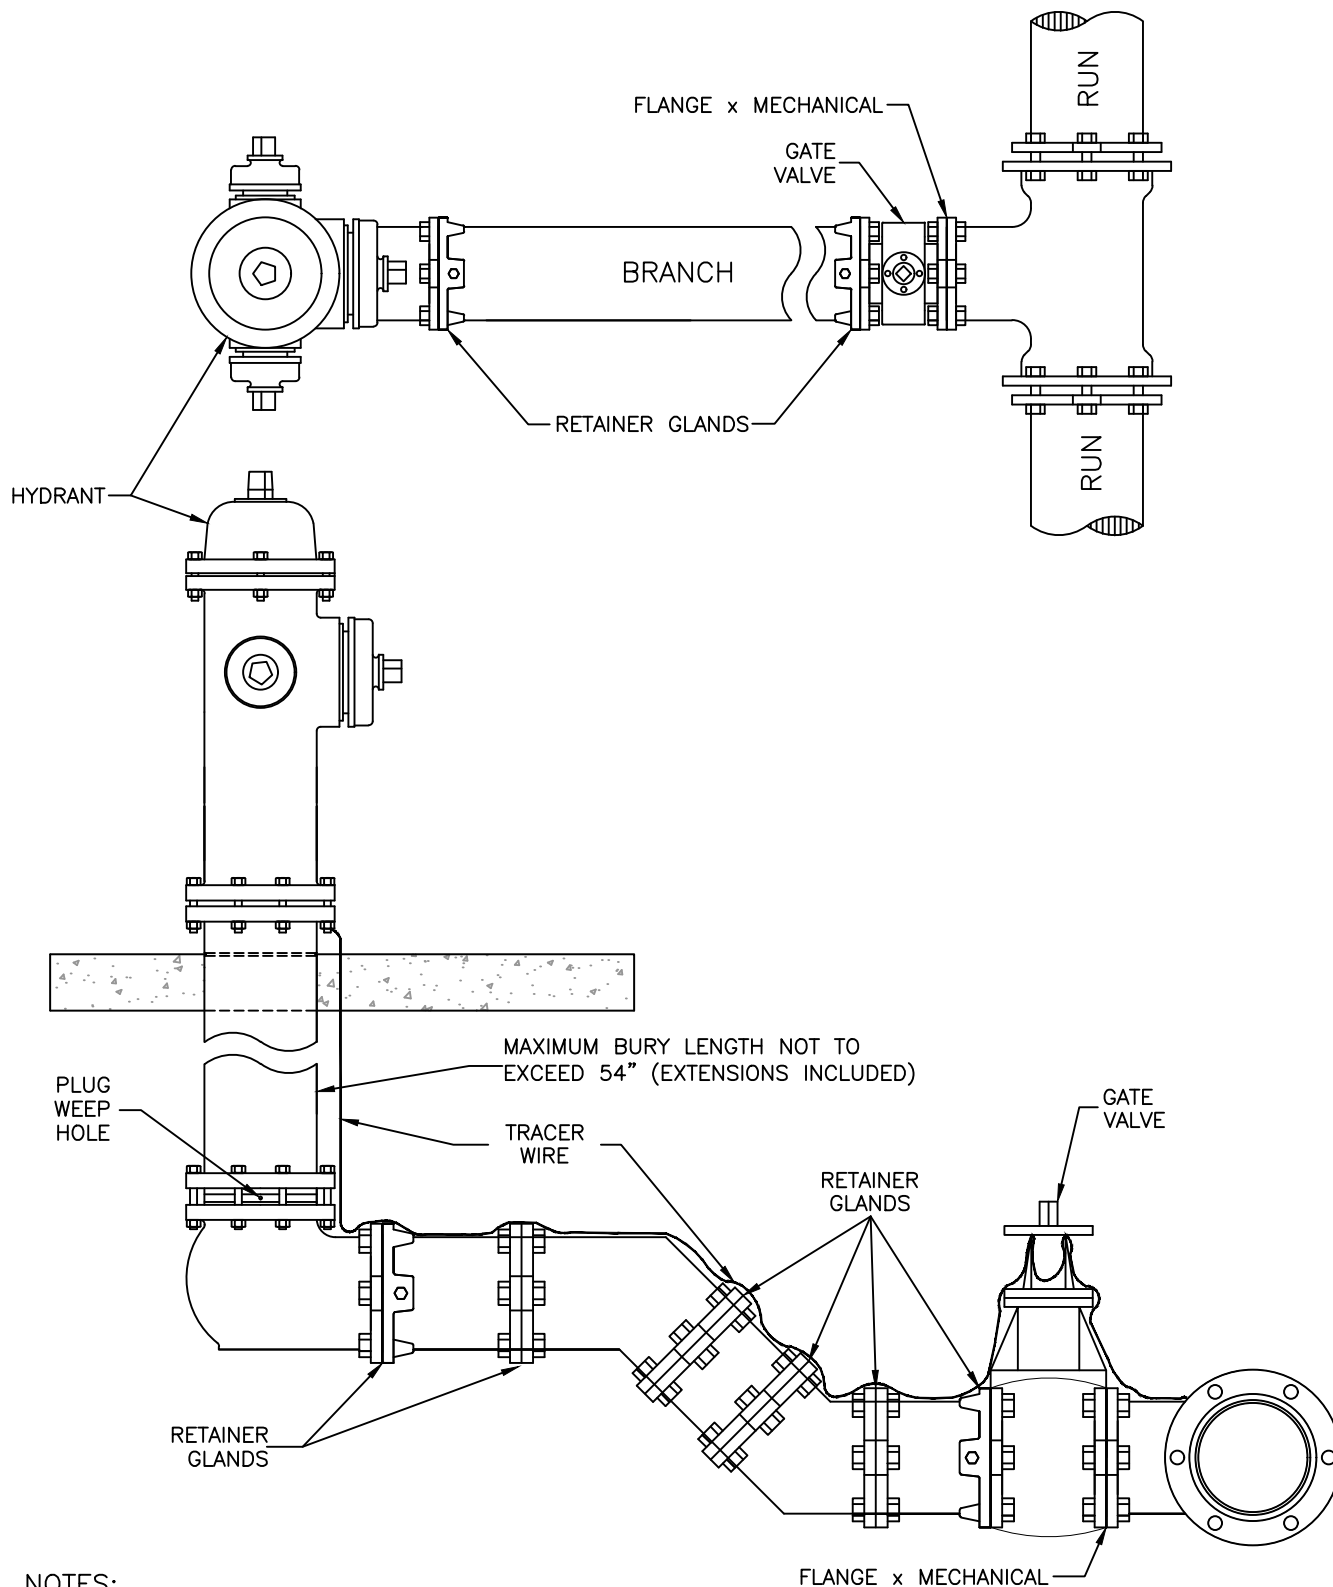 RUN
FLANGE x MECHANICAL
GATE
VALVE
BRANCH
RETAINER GLANDS
RUN
HYDRANT
MAXIMUM BURY LENGTH NOT TO
EXCEED 54" (EXTENSIONS INCLUDED)
PLUG
WEEP
HOLE
TRACER
WIRE
GATE
VALVE
RETAINER
GLANDS
RETAINER
GLANDS
FLANGE x MECHANICAL
NOTES: